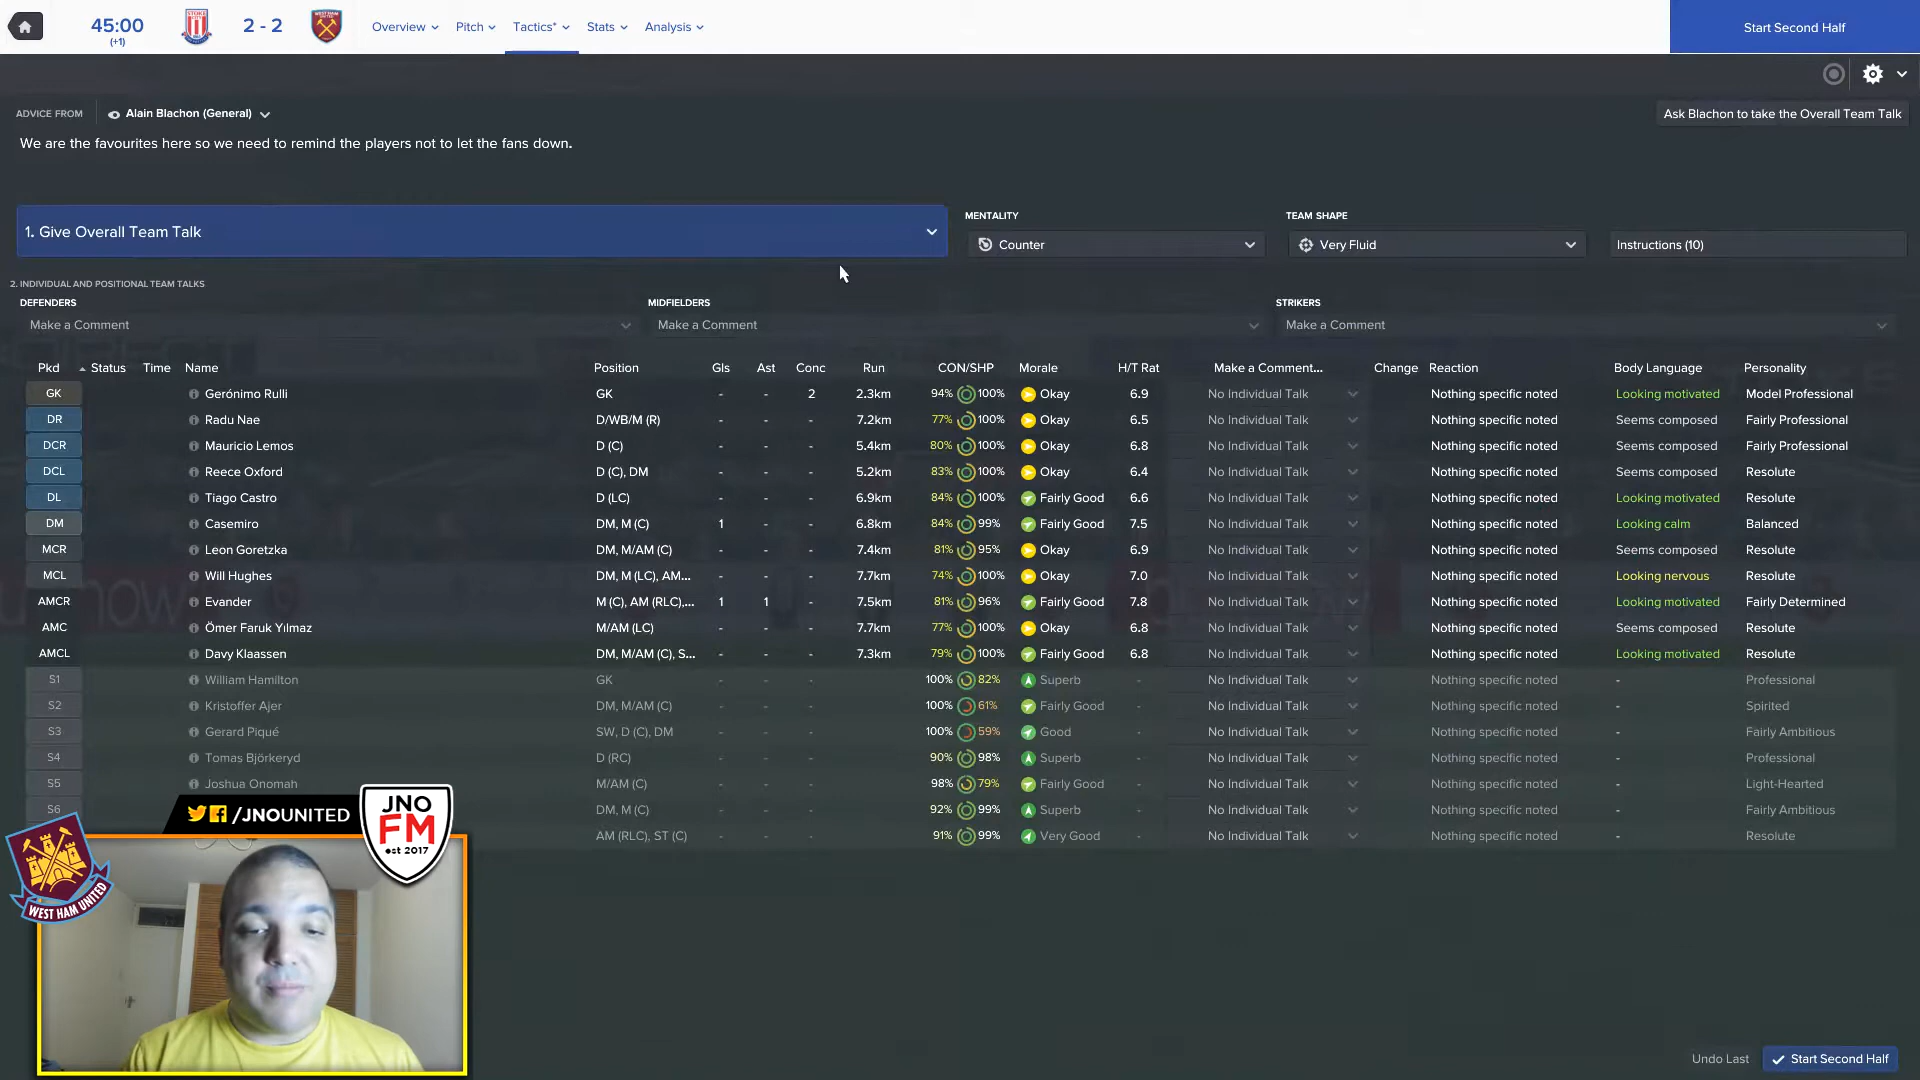 45:00
(+1)
STOKE
2 - 2
Overview
Pitch
Tactics*
Stats
Analysis
Start Second Half
ADVICE FROM
Alain Blachon (General)
Ask Blachon to take the Overall Team Talk
We are the favourites here so we need to remind the players not to let the fans down.
1. Give Overall Team Talk
MENTALITY
Counter
TEAM SHAPE
Very Fluid
Instructions (10)
2. INDIVIDUAL AND POSITIONAL TEAM TALKS
DEFENDERS MIDFIELDERS STRIKERS
Make a Comment Make a Comment Make a Comment
Pkd Status Time Name Position Gls Ast Conc Run CON/SHP Morale H/T Rat Make a Comment... Change Reaction Body Language Personality
GK Gerónimo Rulli GK - - 2 2.3km 94% 100% Okay 6.9 No Individual Talk Nothing specific noted Looking motivated Model Professional
DR Radu Nae D/WB/M (R) - - - 7.2km 77% 100% Okay 6.5 No Individual Talk Nothing specific noted Seems composed Fairly Professional
DCR Mauricio Lemos D (C) - - - 5.4km 80% 100% Okay 6.8 No Individual Talk Nothing specific noted Seems composed Fairly Professional
DCL Reece Oxford D (C), DM - - - 5.2km 83% 100% Okay 6.4 No Individual Talk Nothing specific noted Seems composed Resolute
DL Tiago Castro D (LC) - - - 6.9km 84% 100% Fairly Good 6.6 No Individual Talk Nothing specific noted Looking motivated Resolute
DM Casemiro DM, M (C) 1 - - 6.8km 84% 99% Fairly Good 7.5 No Individual Talk Nothing specific noted Looking calm Balanced
MCR Leon Goretzka DM, M/AM (C) - - - 7.4km 81% 95% Okay 6.9 No Individual Talk Nothing specific noted Seems composed Resolute
MCL Will Hughes DM, M (LC), AM... - - - 7.7km 74% 100% Okay 7.0 No Individual Talk Nothing specific noted Looking nervous Resolute
AMCR Evander M (C), AM (RLC),... 1 1 - 7.5km 81% 96% Fairly Good 7.8 No Individual Talk Nothing specific noted Looking motivated Fairly Determined
AMC Ömer Faruk Yılmaz M/AM (LC) - - - 7.7km 77% 100% Okay 6.8 No Individual Talk Nothing specific noted Seems composed Resolute
AMCL Davy Klaassen DM, M/AM (C), S... - - - 7.3km 79% 100% Fairly Good 6.8 No Individual Talk Nothing specific noted Looking motivated Resolute
S1 William Hamilton GK 100% 82% Superb - No Individual Talk Nothing specific noted - Professional
S2 Kristoffer Ajer DM, M/AM (C) 100% 61% Fairly Good - No Individual Talk Nothing specific noted - Spirited
S3 Gerard Piqué SW, D (C), DM 100% 59% Good - No Individual Talk Nothing specific noted - Fairly Ambitious
S4 Tomas Björkeryd D (RC) 90% 98% Superb - No Individual Talk Nothing specific noted - Professional
S5 Joshua Onomah M/AM (C) 98% 79% Fairly Good - No Individual Talk Nothing specific noted - Light-Hearted
S6 DM, M (C) 92% 99% Superb - No Individual Talk Nothing specific noted - Fairly Ambitious
AM (RLC), ST (C) 91% 99% Very Good - No Individual Talk Nothing specific noted - Resolute
/JNOUNITED
JNO
FM
est 2017
WEST HAM UNITED
Undo Last
Start Second Half